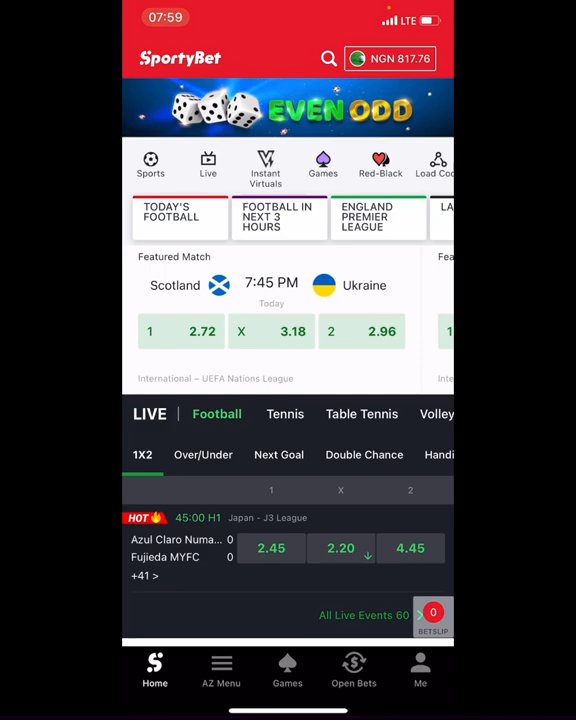 07:59
LTE
SportyBet
NGN 817.76
EVEN ODD
Sports
Live
Instant Virtuals
Games
Red-Black
Load Coc
TODAY'S FOOTBALL
FOOTBALL IN NEXT 3 HOURS
ENGLAND PREMIER LEAGUE
LA
Featured Match
Fea
Scotland
7:45 PM
Ukraine
Today
1 2.72
X 3.18
2 2.96
1
International – UEFA Nations League
Inte
LIVE
Football
Tennis
Table Tennis
Volley
1X2
Over/Under
Next Goal
Double Chance
Handi
1 X 2
HOT 45:00 H1 Japan - J3 League
Azul Claro Numa... 0
Fujieda MYFC 0
2.45 2.20 4.45
+41 >
All Live Events 60 >
0
BETSLIP
Home
AZ Menu
Games
Open Bets
Me